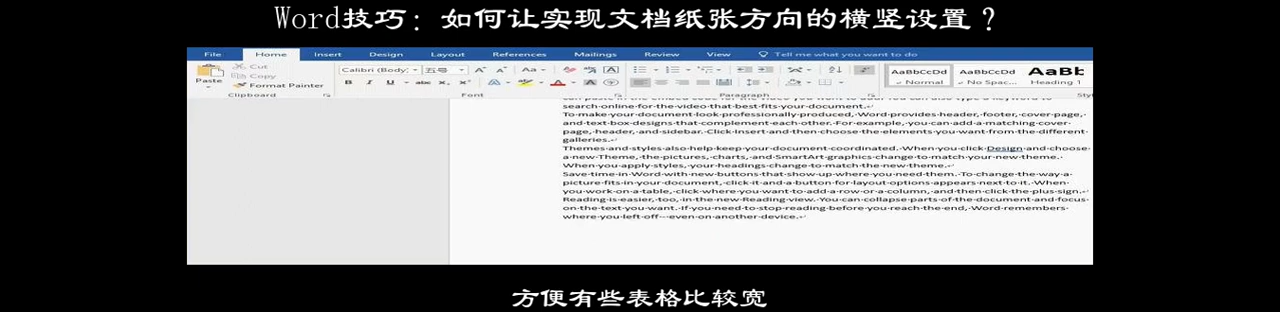 Word技巧：如何让实现文档纸张方向的横竖设置？
File Home Insert Design Layout References Mailings Review View Tell me what you want to do
Cut
Calibri (Body) 五号
Paste
Copy
AaBbCcDd AaBbCcDd AaBb
Format Painter
Normal No Spac... Heading 1
Clipboard Font Paragraph
search·online·for·the·video·that·best·fits·your·document.
To·make·your·document·look·professionally·produced,·Word·provides·header,·footer,·cover·page,·
and·text·box·designs·that·complement·each·other.·For·example,·you·can·add·a·matching·cover·
page,·header,·and·sidebar.·Click·Insert·and·then·choose·the·elements·you·want·from·the·different·
galleries.
Themes·and·styles·also·help·keep·your·document·coordinated.·When·you·click·Design·and·choose·
a·new·Theme,·the·pictures,·charts,·and·SmartArt·graphics·change·to·match·your·new·theme.·
When·you·apply·styles,·your·headings·change·to·match·the·new·theme.
Save·time·in·Word·with·new·buttons·that·show·up·where·you·need·them.·To·change·the·way·a·
picture·fits·in·your·document,·click·it·and·a·button·for·layout·options·appears·next·to·it.·When·
you·work·on·a·table,·click·where·you·want·to·add·a·row·or·a·column,·and·then·click·the·plus·sign.
Reading·is·easier,·too,·in·the·new·Reading·view.·You·can·collapse·parts·of·the·document·and·focus·
on·the·text·you·want.·If·you·need·to·stop·reading·before·you·reach·the·end,·Word·remembers·
where·you·left·off·-·even·on·another·device.
方便有些表格比较宽